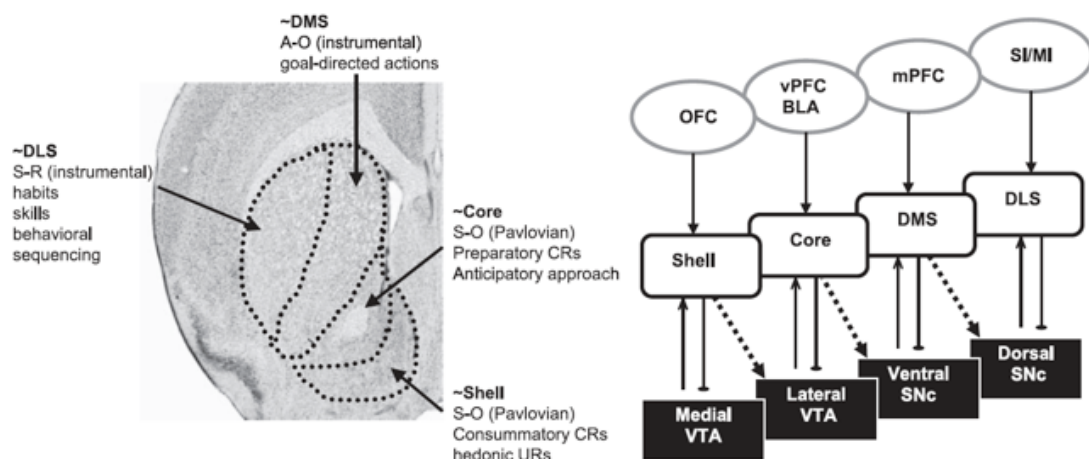 ~DMS
A-O (instrumental)
goal-directed actions
~DLS
S-R (instrumental)
habits
skills
behavioral
sequencing
~Core
S-O (Pavlovian)
Preparatory CRs
Anticipatory approach
~Shell
S-O (Pavlovian)
Consummatory CRs
hedonic URs
OFC
vPFC
BLA
mPFC
SI/MI
Shell
Core
DMS
DLS
Medial
VTA
Lateral
VTA
Ventral
SNc
Dorsal
SNc